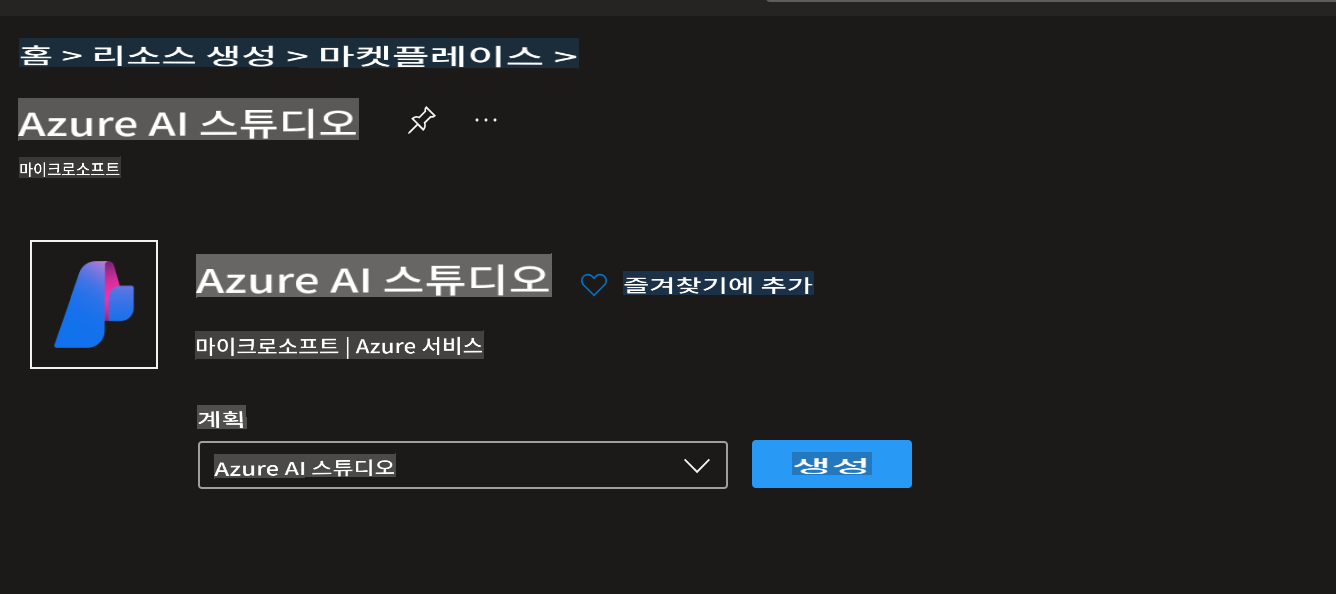 홈 > 리소스 생성 > 마켓플레이스 >
Azure AI 스튜디오 ...
마이크로소프트
Azure AI 스튜디오
즐겨찾기에 추가
마이크로소프트 | Azure 서비스
계획
Azure AI 스튜디오
생성